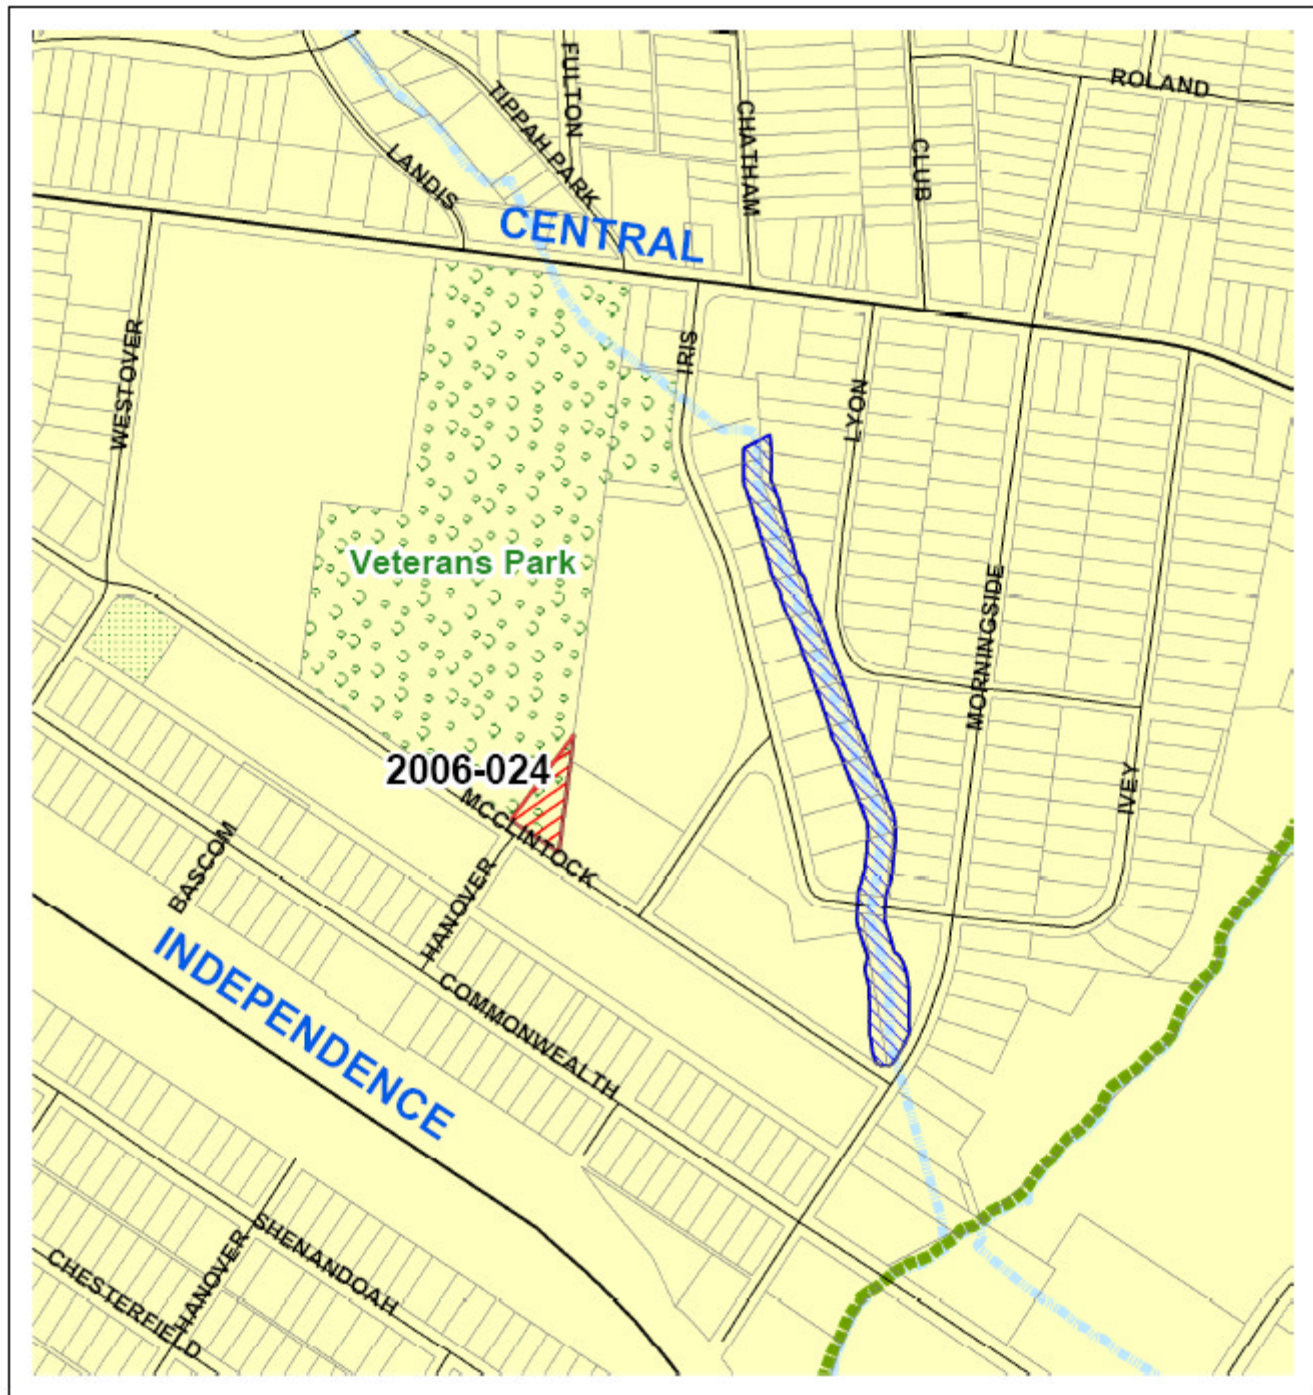 FULTON
ROLAND
TIPPAH PARK
CHATHAM
LANDIS
CLUB
CENTRAL
WESTOVER
IRIS
LYON
Veterans Park
MORNINGSIDE
2006-024
MCCLINTOCK
IVEY
BASCOM
HANOVER
INDEPENDENCE
COMMONWEALTH
SHENANDOAH
HANOVER
CHESTERFIELD